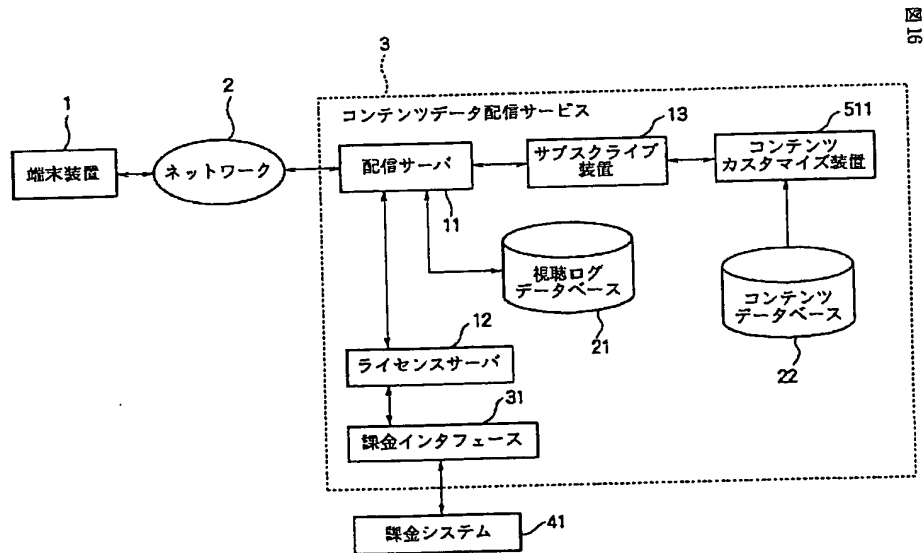 図16
3
コンテンツデータ配信サービス
1
端末装置
2
ネットワーク
配信サーバ
11
13
サブスクライブ
装置
511
コンテンツ
カスタマイズ装置
視聴ログ
データベース
21
コンテンツ
データベース
22
12
ライセンスサーバ
31
課金インタフェース
課金システム
41